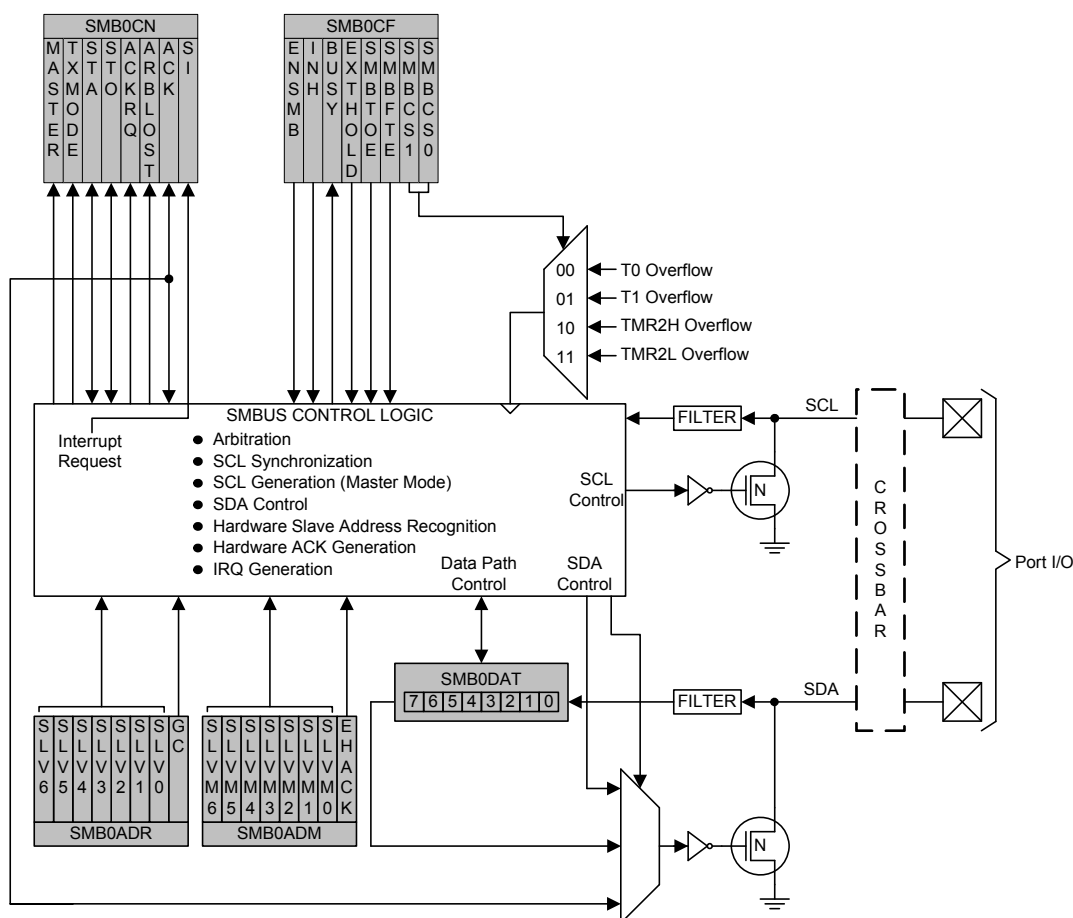 SMB0CN
MASTER
TXMODE
STA
STO
ACKRQ
ARBLOST
ACK
SI
SMB0CF
ENSMB
INH
BUSY
EXTHOLD
SMBTOE
SMBFTE
SMBCS1
SMBCS0
00 T0 Overflow
01 T1 Overflow
10 TMR2H Overflow
11 TMR2L Overflow
SMBUS CONTROL LOGIC
Interrupt
Request
● Arbitration
● SCL Synchronization
● SCL Generation (Master Mode)
● SDA Control
● Hardware Slave Address Recognition
● Hardware ACK Generation
● IRQ Generation
SCL
Control
Data Path
Control
SDA
Control
FILTER
SCL
N
CROSSBAR
Port I/O
SMB0DAT
7 6 5 4 3 2 1 0
FILTER
SDA
N
SLV6
SLV5
SLV4
SLV3
SLV2
SLV1
SLV0
GC
SMB0ADR
SLVM6
SLVM5
SLVM4
SLVM3
SLVM2
SLVM1
SLVM0
EHACK
SMB0ADM